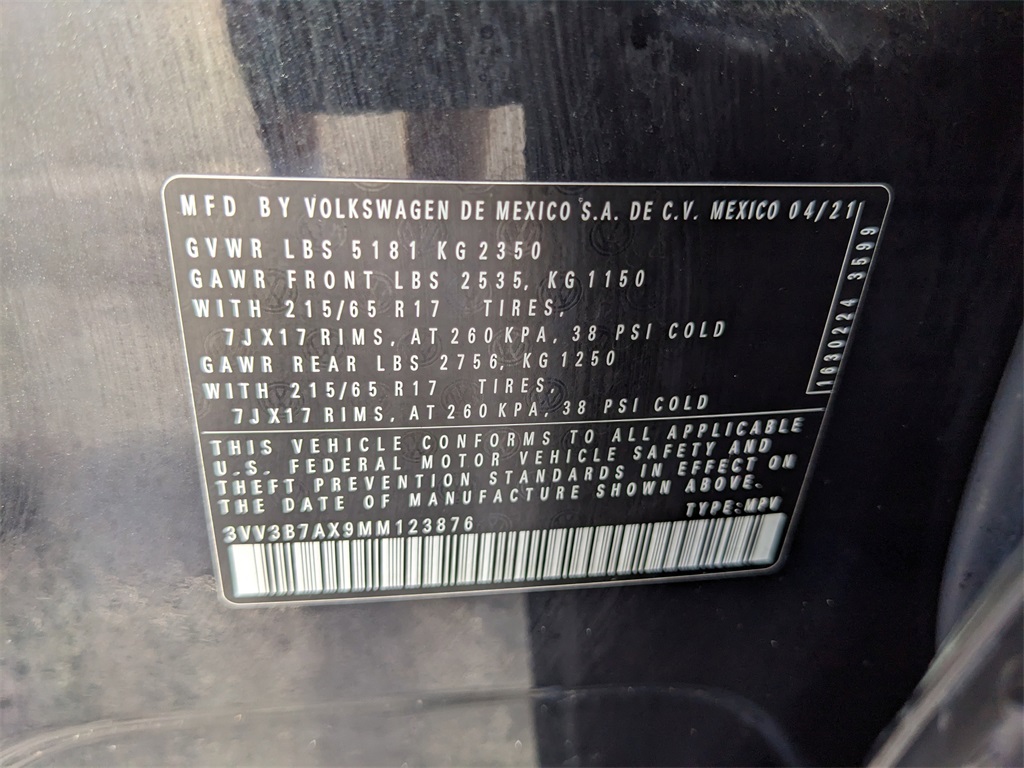 MFD BY VOLKSWAGEN DE MEXICO S.A. DE C.V. MEXICO 04/21
GVWR LBS 5181 KG 2350
GAWR FRONT LBS 2535, KG 1150
WITH 215/65 R17 TIRES,
7JX17 RIMS, AT 260 KPA, 38 PSI COLD
GAWR REAR LBS 2756, KG 1250
WITH 215/65 R17 TIRES,
7JX17 RIMS, AT 260 KPA, 38 PSI COLD
1630224 3599
THIS VEHICLE CONFORMS TO ALL APPLICABLE
U.S. FEDERAL MOTOR VEHICLE SAFETY AND
THEFT PREVENTION STANDARDS IN EFFECT ON
THE DATE OF MANUFACTURE SHOWN ABOVE.
TYPE:MPV
3VV3B7AX9MM123876